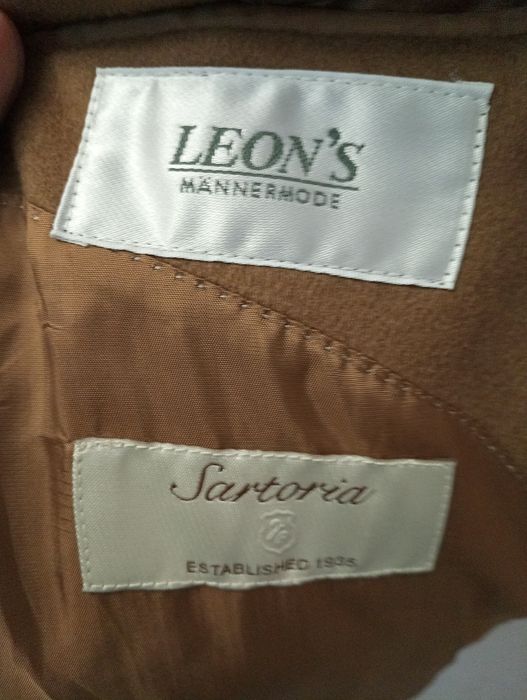 LEON'S
MÄNNERMODE
Sartoria
ESTABLISHED 1935